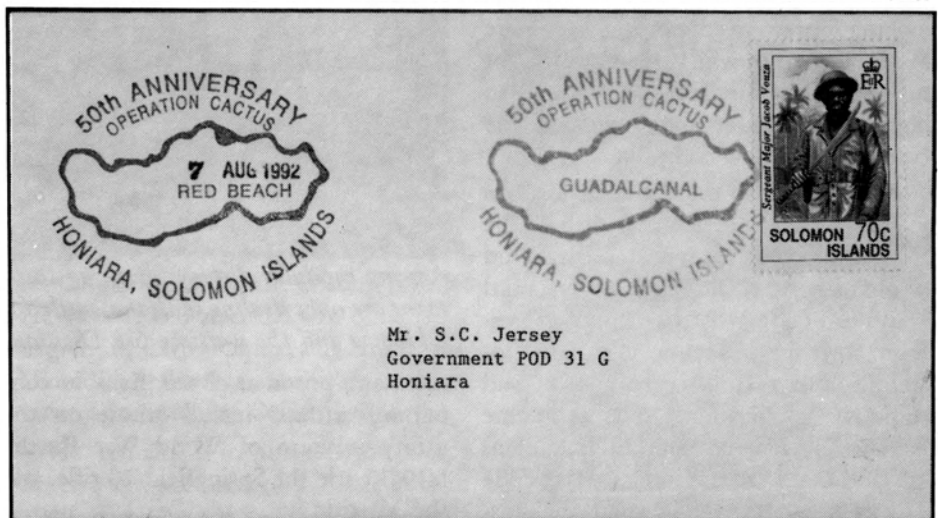 50th ANNIVERSARY
OPERATION CACTUS
7 AUG 1992
RED BEACH
HONIARA, SOLOMON ISLANDS
50th ANNIVERSARY
OPERATION CACTUS
GUADALCANAL
HONIARA, SOLOMON ISLANDS
Sergeant Major Jacob Vouza
EIIR
SOLOMON 70c
ISLANDS
Mr. S.C. Jersey
Government POD 31 G
Honiara